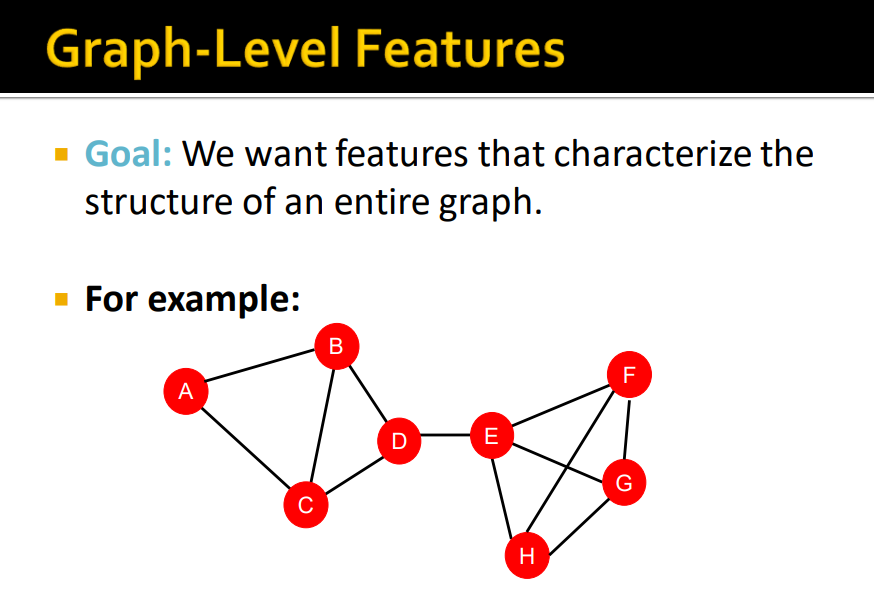 Graph-Level Features
Goal: We want features that characterize the
structure of an entire graph.
For example:
B
F
A
E
D
G
C
H